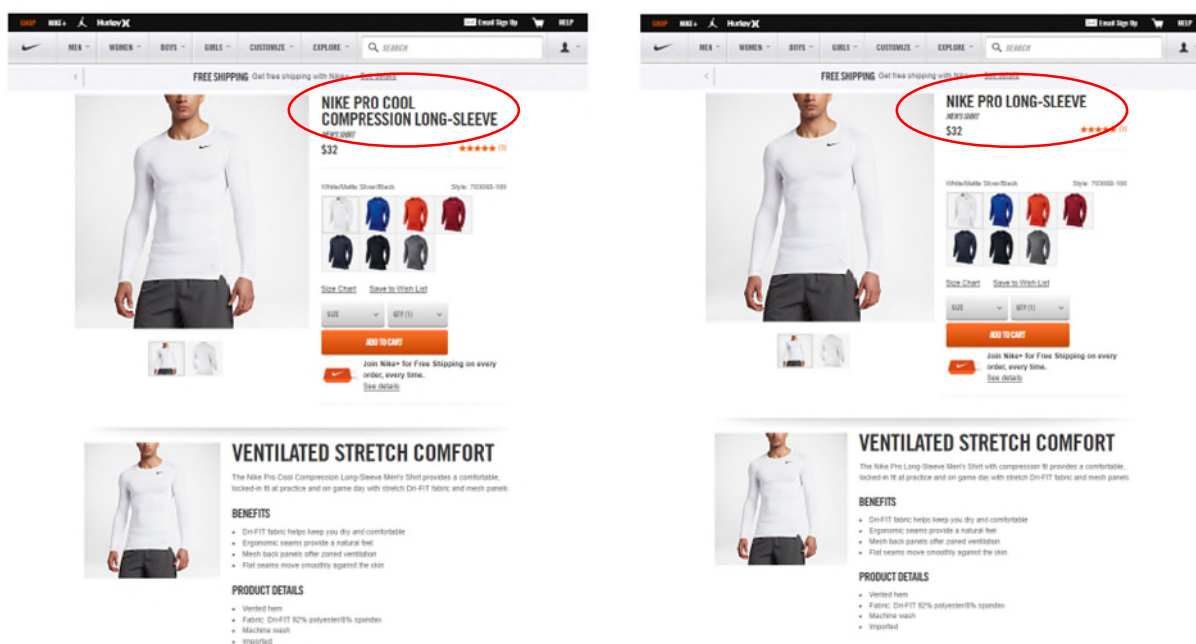 SHOP NIKE+ Hurley Email Sign Up HELP
MEN WOMEN BOYS GIRLS CUSTOMIZE EXPLORE SEARCH
FREE SHIPPING Get free shipping with Nike+ See details
NIKE PRO COOL
COMPRESSION LONG-SLEEVE
MEN'S SHIRT
$32
(5)
White/Matte Silver/Black Style: 703088-100
Size Chart Save to Wish List
SIZE QTY (1)
ADD TO CART
Join Nike+ for Free Shipping on every
order, every time.
See details
VENTILATED STRETCH COMFORT
The Nike Pro Cool Compression Long-Sleeve Men's Shirt provides a comfortable,
locked-in fit at practice and on game day with stretch Dri-FIT fabric and mesh panels.
BENEFITS
Dri-FIT fabric helps keep you dry and comfortable
Ergonomic seams provide a natural feel
Mesh back panels offer zoned ventilation
Flat seams move smoothly against the skin
PRODUCT DETAILS
Vented hem
Fabric: Dri-FIT 92% polyester/8% spandex
Machine wash
Imported
SHOP NIKE+ Hurley Email Sign Up HELP
MEN WOMEN BOYS GIRLS CUSTOMIZE EXPLORE SEARCH
FREE SHIPPING Get free shipping with Nike+ See details
NIKE PRO LONG-SLEEVE
MEN'S SHIRT
$32
(5)
White/Matte Silver/Black Style: 703088-100
Size Chart Save to Wish List
SIZE QTY (1)
ADD TO CART
Join Nike+ for Free Shipping on every
order, every time.
See details
VENTILATED STRETCH COMFORT
The Nike Pro Long-Sleeve Men's Shirt with compression fit provides a comfortable,
locked-in fit at practice and on game day with stretch Dri-FIT fabric and mesh panels.
BENEFITS
Dri-FIT fabric helps keep you dry and comfortable
Ergonomic seams provide a natural feel
Mesh back panels offer zoned ventilation
Flat seams move smoothly against the skin
PRODUCT DETAILS
Vented hem
Fabric: Dri-FIT 92% polyester/8% spandex
Machine wash
Imported